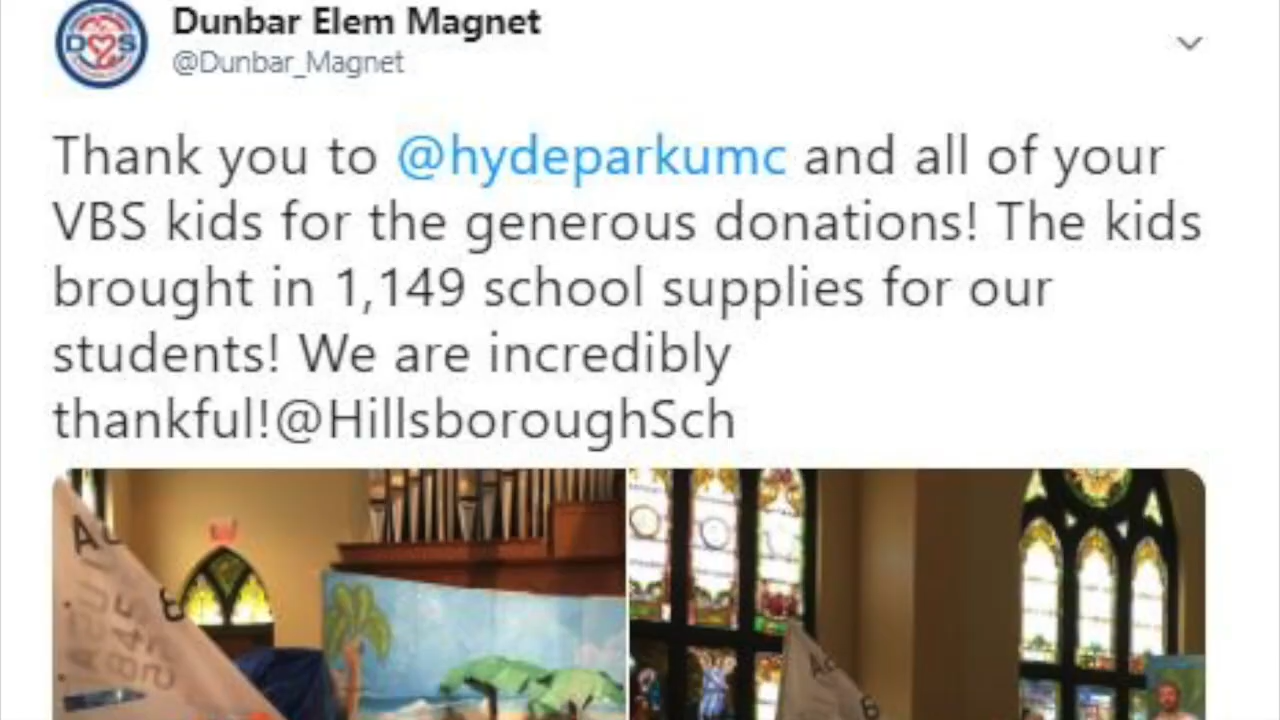 Dunbar Elem Magnet
@Dunbar_Magnet
Thank you to @hydeparkumc and all of your
VBS kids for the generous donations! The kids
brought in 1,149 school supplies for our
students! We are incredibly
thankful!@HillsboroughSch